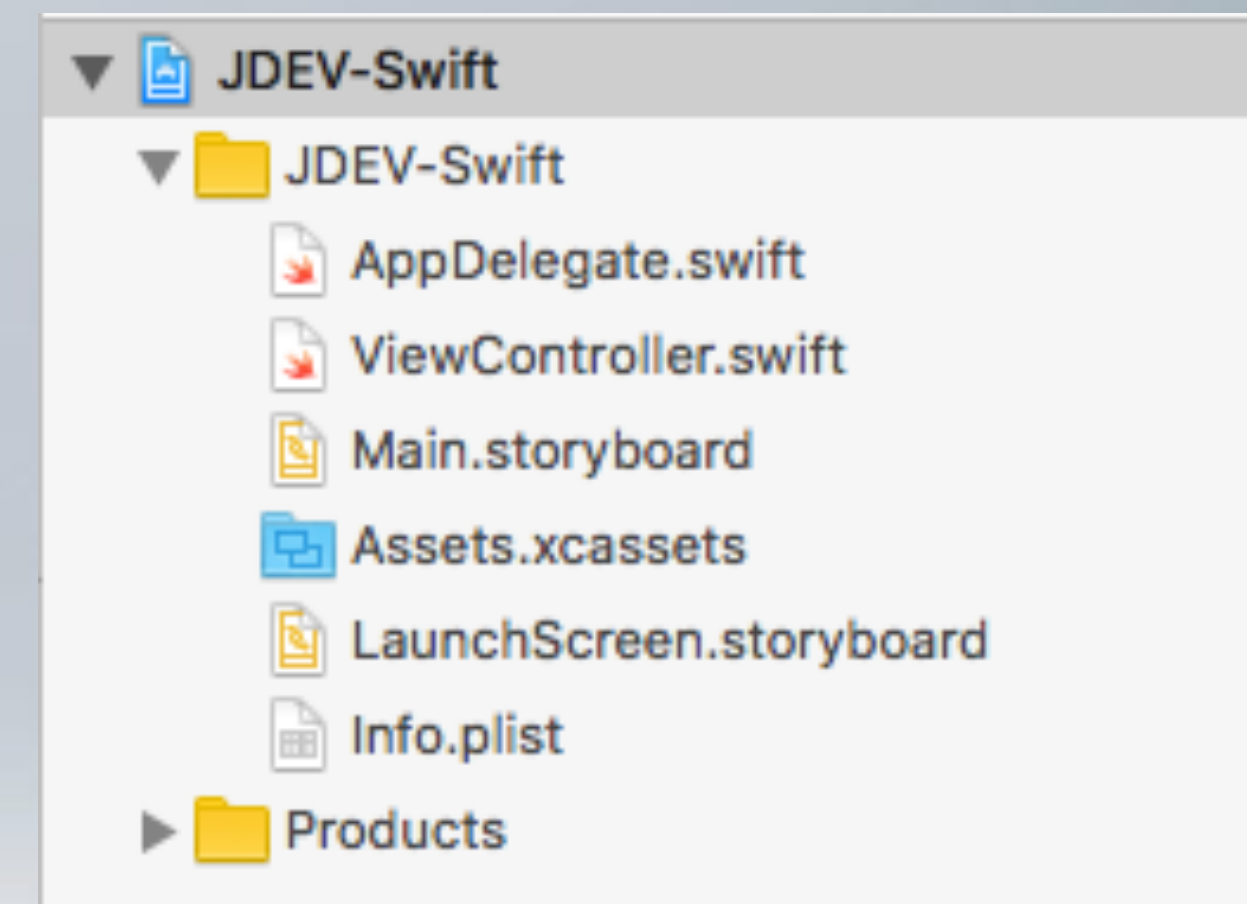 JDEV-Swift
JDEV-Swift
AppDelegate.swift
ViewController.swift
Main.storyboard
Assets.xcassets
LaunchScreen.storyboard
Info.plist
Products